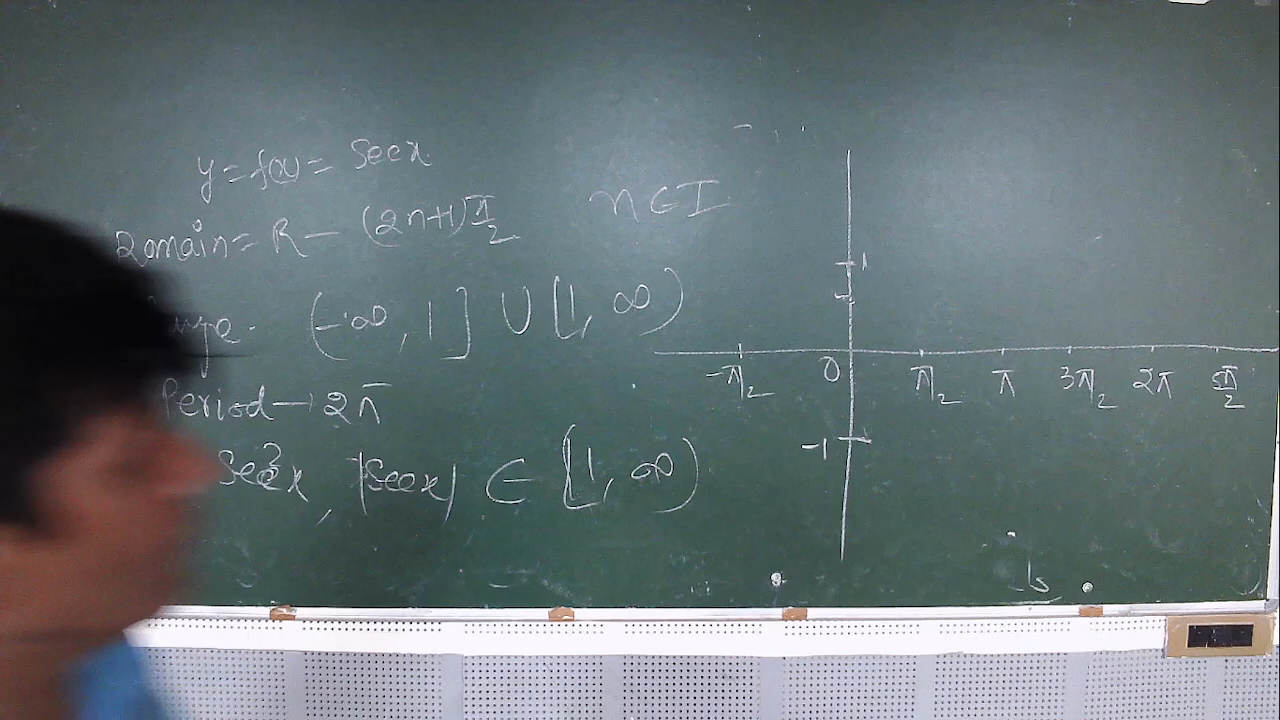 y = f(x) = Sec x
Domain = R - (2n+1) π/2 n ∈ I
(-∞, 1] ∪ [1, ∞)
Period → 2π
Sec²x, |Sec x| ∈ [1, ∞)
1
-π/2 0 π/2 π 3π/2 2π 5π/2
-1